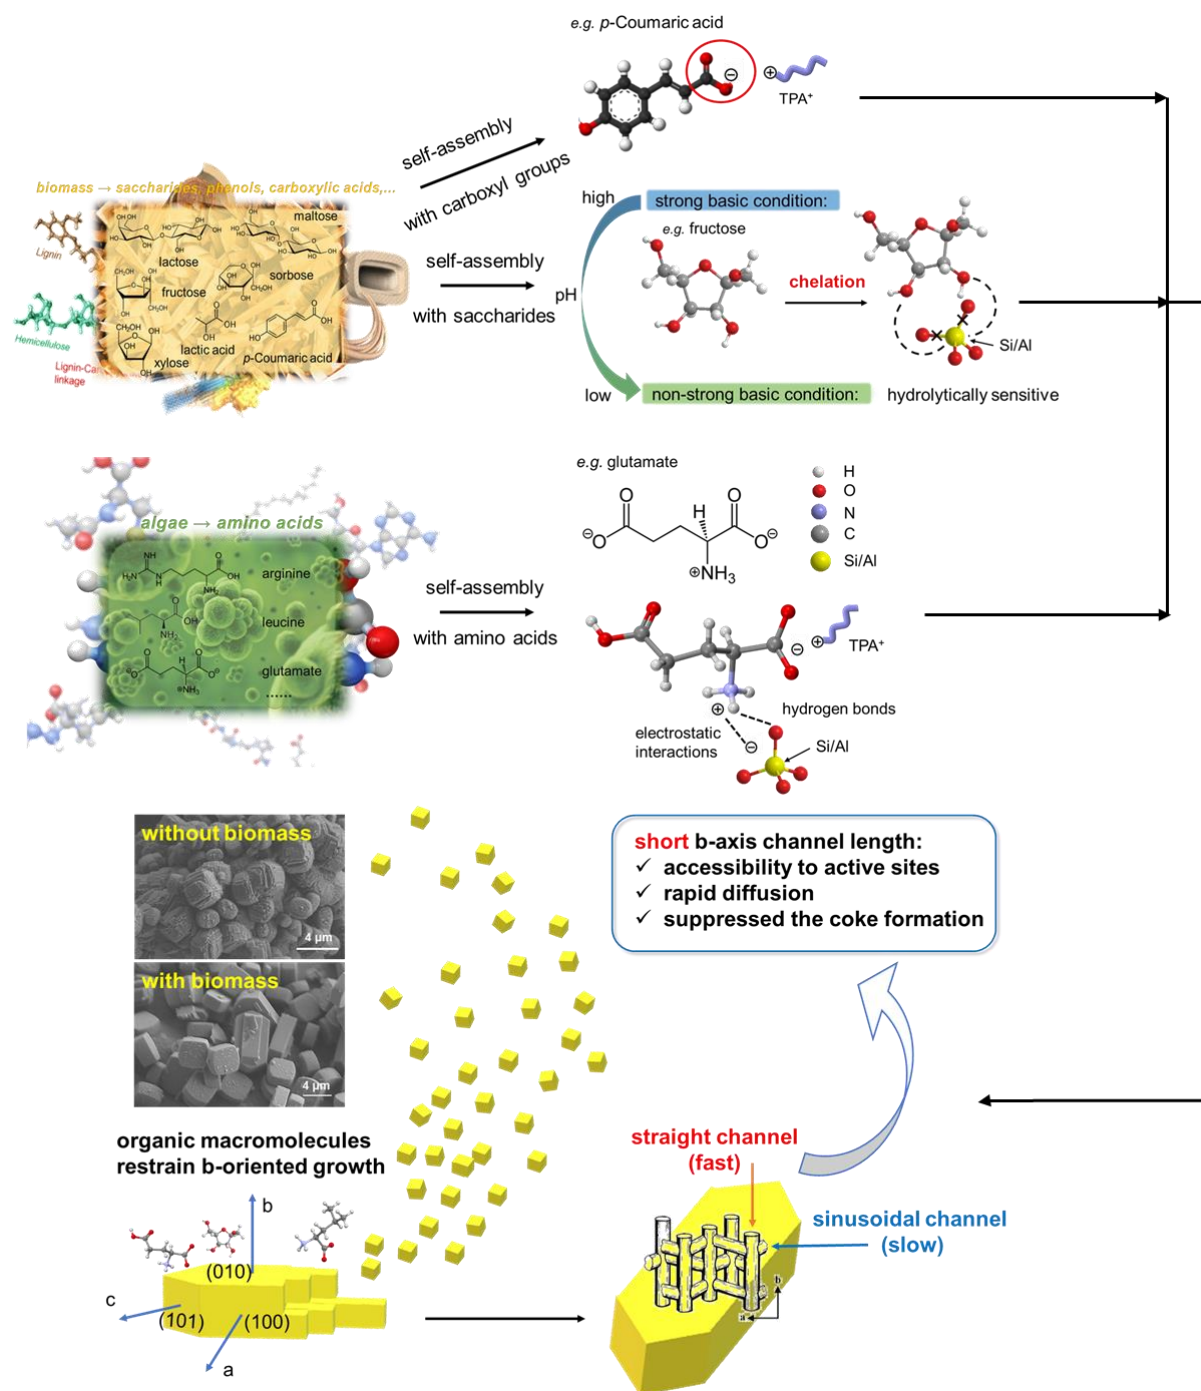 e.g. p-Coumaric acid
TPA⁺
self-assembly
with carboxyl groups
biomass → saccharides, phenols, carboxylic acids,...
Lignin
maltose
lactose
sorbose
fructose
lactic acid
p-Coumaric acid
xylose
Hemicellulose
Lignin-Car
linkage
self-assembly
with saccharides
high
pH
low
strong basic condition:
e.g. fructose
chelation
Si/Al
non-strong basic condition:
hydrolytically sensitive
algae → amino acids
arginine
leucine
glutamate
......
self-assembly
with amino acids
e.g. glutamate
H
O
N
C
Si/Al
TPA⁺
hydrogen bonds
electrostatic
interactions
Si/Al
without biomass
4 μm
with biomass
4 μm
short b-axis channel length:
✓ accessibility to active sites
✓ rapid diffusion
✓ suppressed the coke formation
organic macromolecules
restrain b-oriented growth
b
(010)
c
(101)
(100)
a
straight channel
(fast)
sinusoidal channel
(slow)
b
a